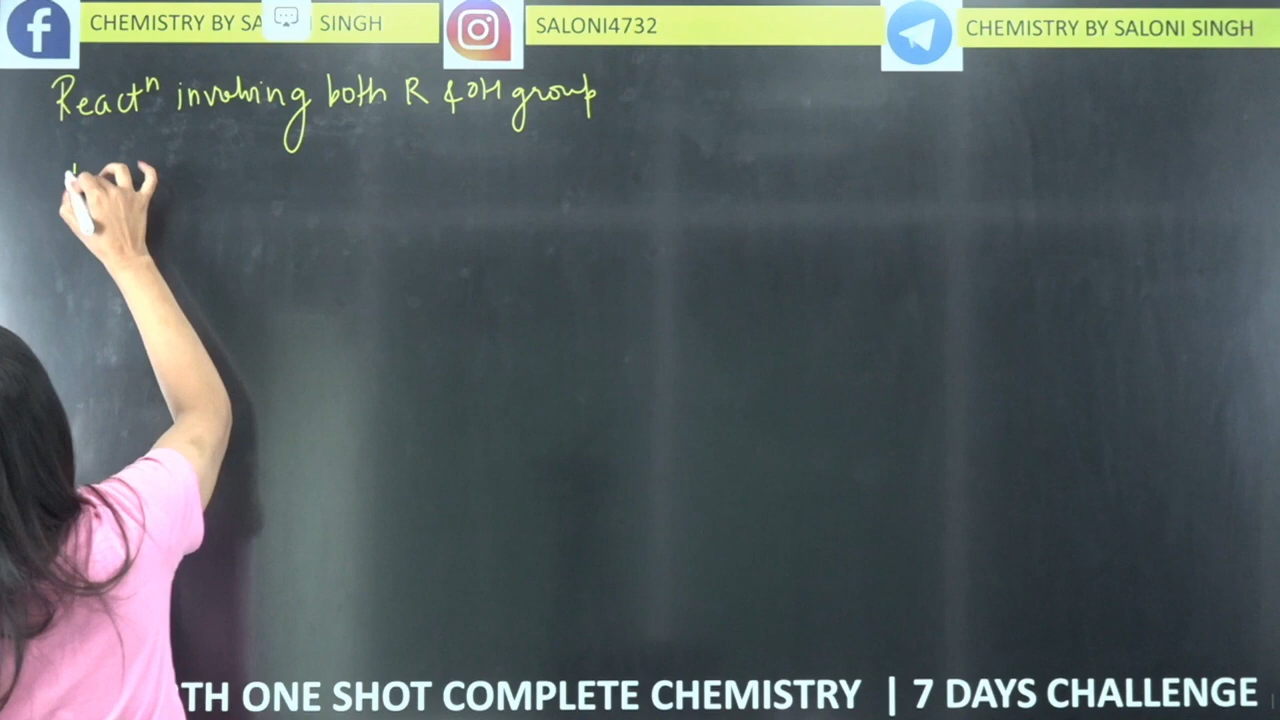 CHEMISTRY BY SA SINGH
SALONI4732
CHEMISTRY BY SALONI SINGH
Reactⁿ involving both R & OH group
TH ONE SHOT COMPLETE CHEMISTRY | 7 DAYS CHALLENGE